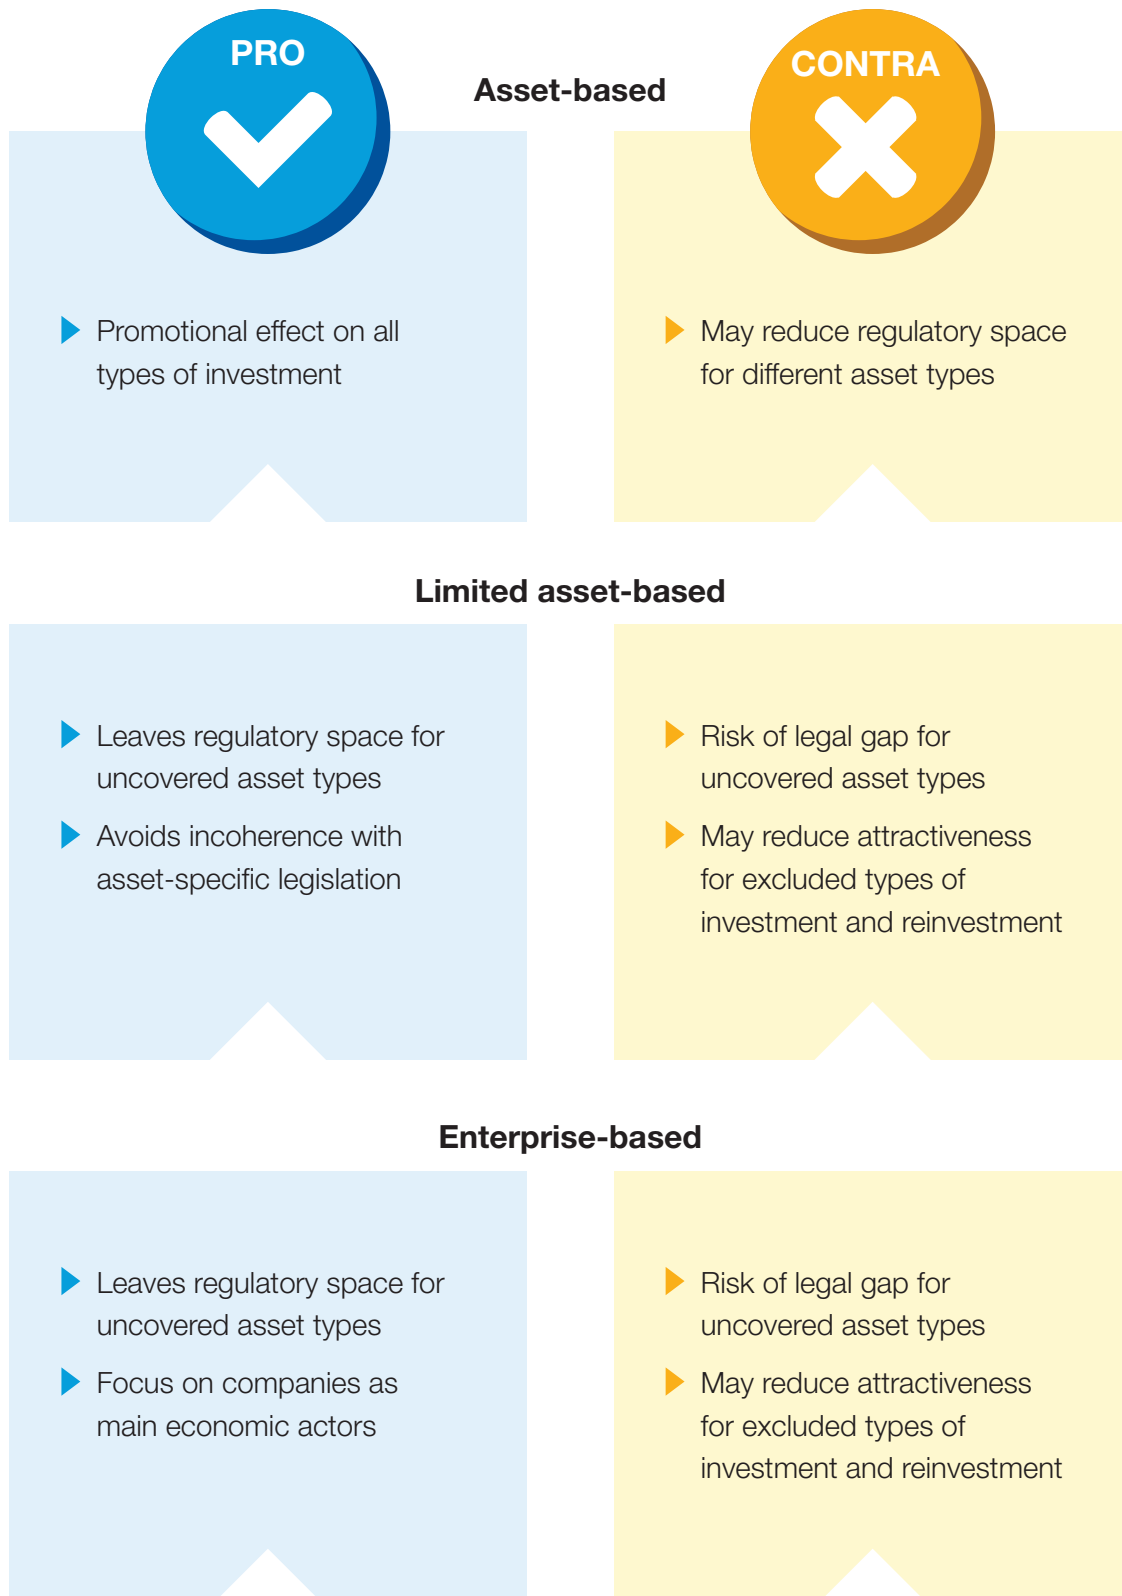 PRO
CONTRA
Asset-based
Promotional effect on all
types of investment
May reduce regulatory space
for different asset types
Limited asset-based
Leaves regulatory space for
uncovered asset types
Avoids incoherence with
asset-specific legislation
Risk of legal gap for
uncovered asset types
May reduce attractiveness
for excluded types of
investment and reinvestment
Enterprise-based
Leaves regulatory space for
uncovered asset types
Focus on companies as
main economic actors
Risk of legal gap for
uncovered asset types
May reduce attractiveness
for excluded types of
investment and reinvestment